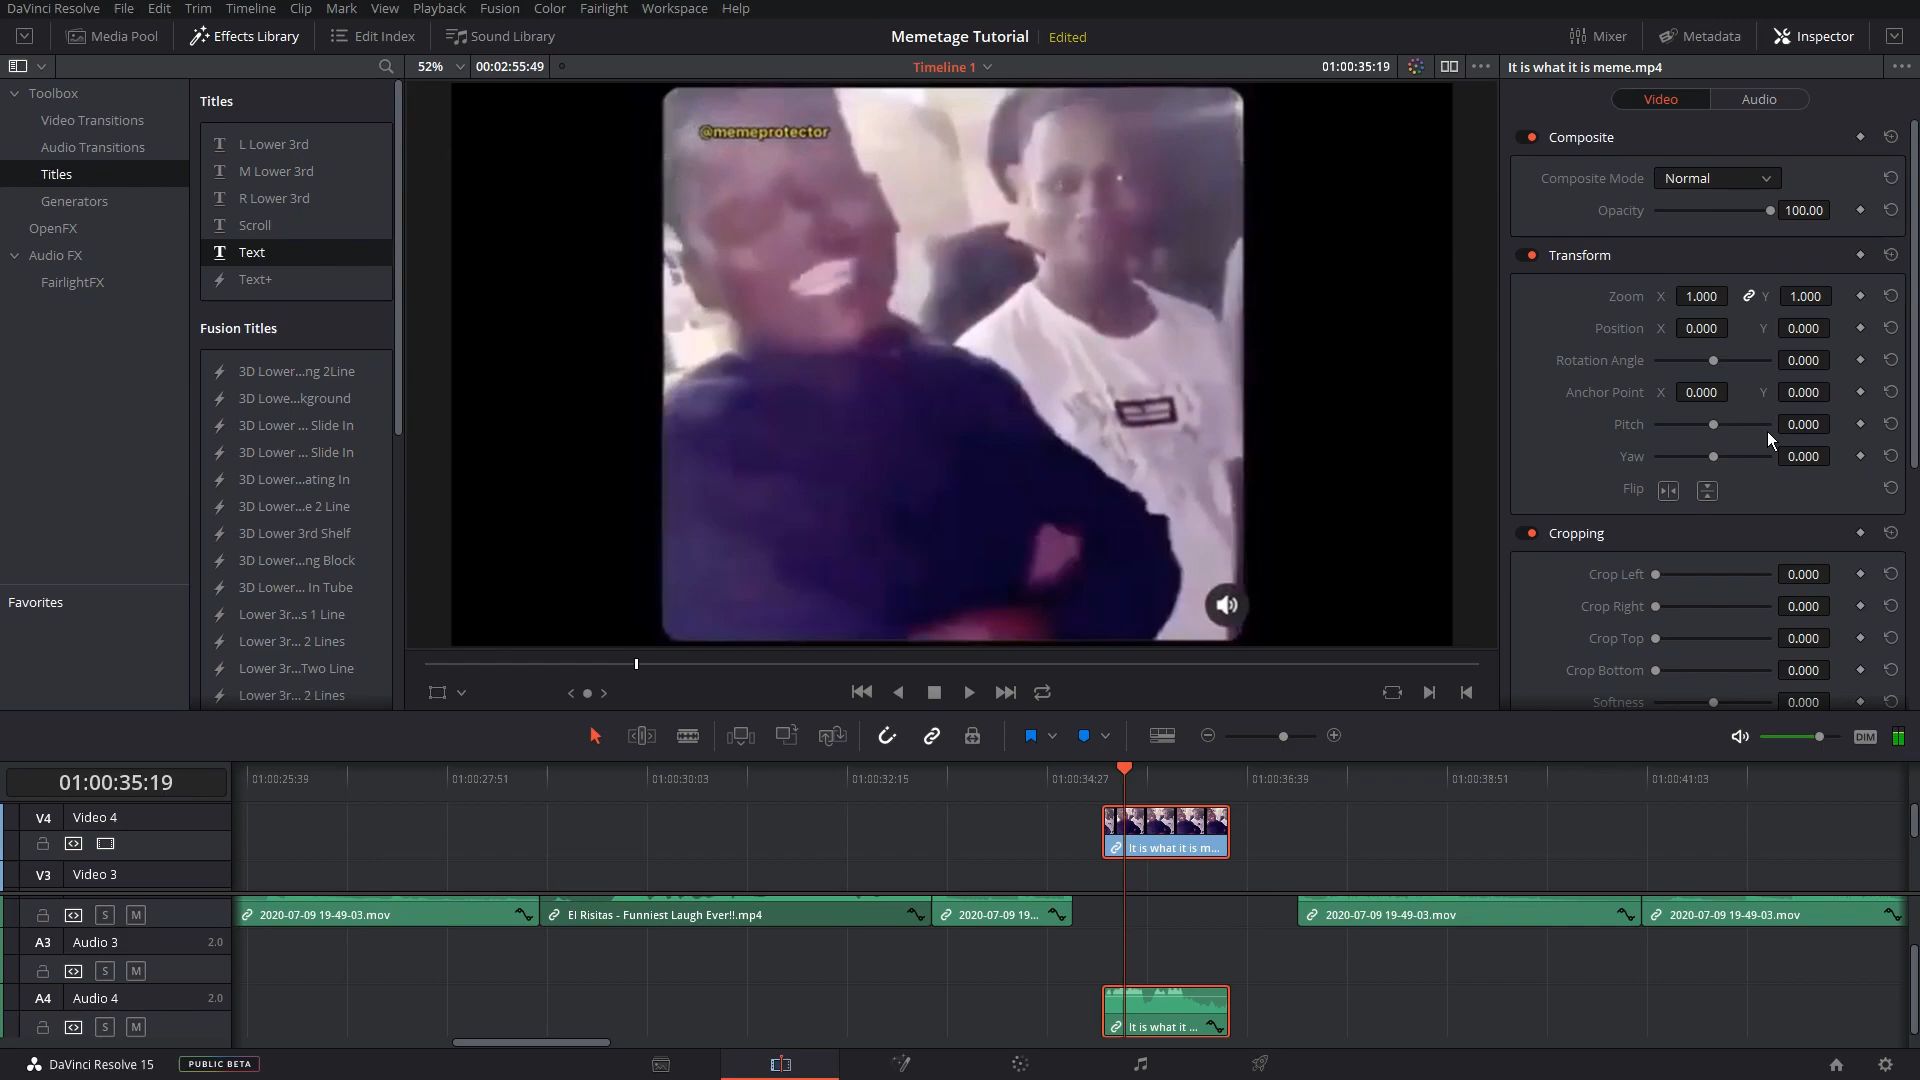 DaVinci Resolve File Edit Trim Timeline Clip Mark View Playback Fusion Color Fairlight Workspace Help
Media Pool Effects Library Edit Index Sound Library Memetage Tutorial Edited Mixer Metadata Inspector
52% 00:02:55:49 Timeline 1 01:00:35:19 It is what it is meme.mp4
Toolbox
Video Transitions
Audio Transitions
Titles
Generators
OpenFX
Audio FX
FairlightFX
Favorites
Titles
L Lower 3rd
M Lower 3rd
R Lower 3rd
Scroll
Text
Text+
Fusion Titles
3D Lower...ng 2Line
3D Lowe...kground
3D Lower ... Slide In
3D Lower ... Slide In
3D Lower...ating In
3D Lower...e 2 Line
3D Lower 3rd Shelf
3D Lower...ng Block
3D Lower... In Tube
Lower 3r...s 1 Line
Lower 3r... 2 Lines
Lower 3r...Two Line
Lower 3r... 2 Lines
@memeprotector
Video Audio
Composite
Composite Mode Normal
Opacity 100.00
Transform
Zoom X 1.000 Y 1.000
Position X 0.000 Y 0.000
Rotation Angle 0.000
Anchor Point X 0.000 Y 0.000
Pitch 0.000
Yaw 0.000
Flip
Cropping
Crop Left 0.000
Crop Right 0.000
Crop Top 0.000
Crop Bottom 0.000
Softness 0.000
DIM
01:00:35:19 01:00:25:39 01:00:27:51 01:00:30:03 01:00:32:15 01:00:34:27 01:00:36:39 01:00:38:51 01:00:41:03
V4 Video 4
It is what it is m...
V3 Video 3
S M 2020-07-09 19-49-03.mov El Risitas - Funniest Laugh Ever!!.mp4 2020-07-09 19... 2020-07-09 19-49-03.mov 2020-07-09 19-49-03.mov
A3 Audio 3 2.0
S M
A4 Audio 4 2.0
S M It is what it ...
DaVinci Resolve 15 PUBLIC BETA